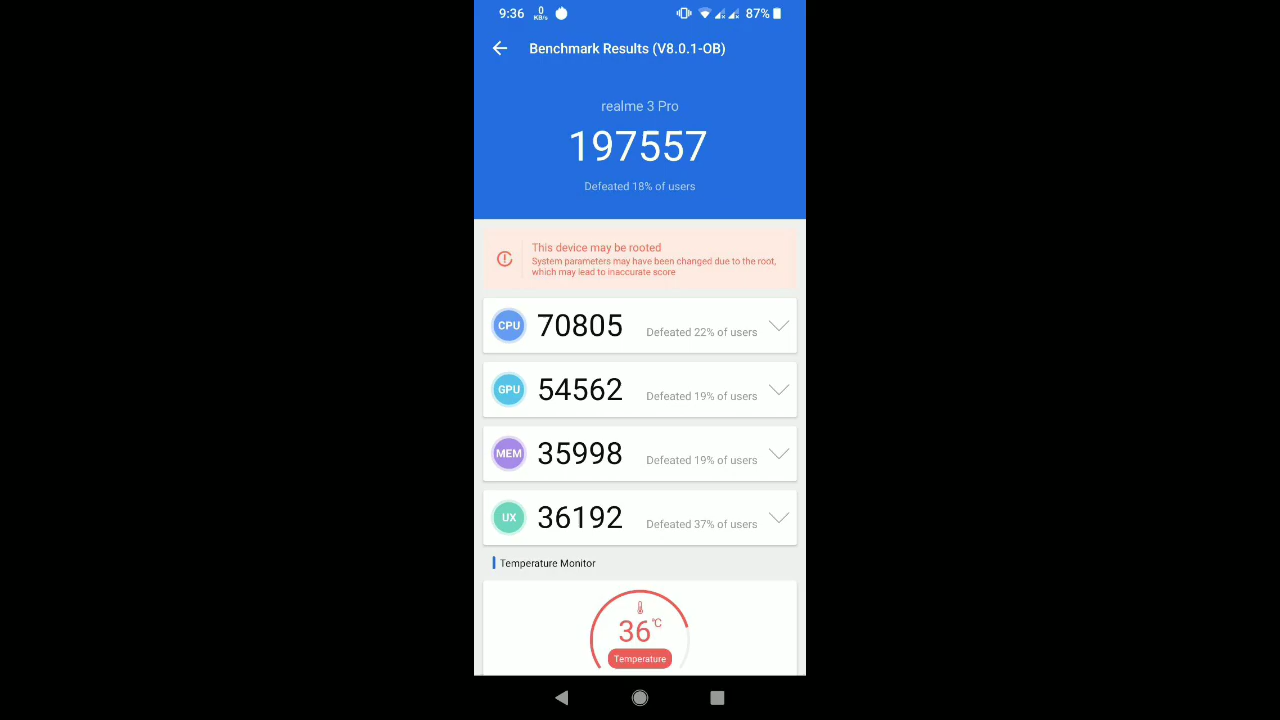 9:36 0 KB/s 87%
Benchmark Results (V8.0.1-OB)
realme 3 Pro
197557
Defeated 18% of users
This device may be rooted
System parameters may have been changed due to the root,
which may lead to inaccurate score
CPU 70805 Defeated 22% of users
GPU 54562 Defeated 19% of users
MEM 35998 Defeated 19% of users
UX 36192 Defeated 37% of users
Temperature Monitor
36 °C
Temperature